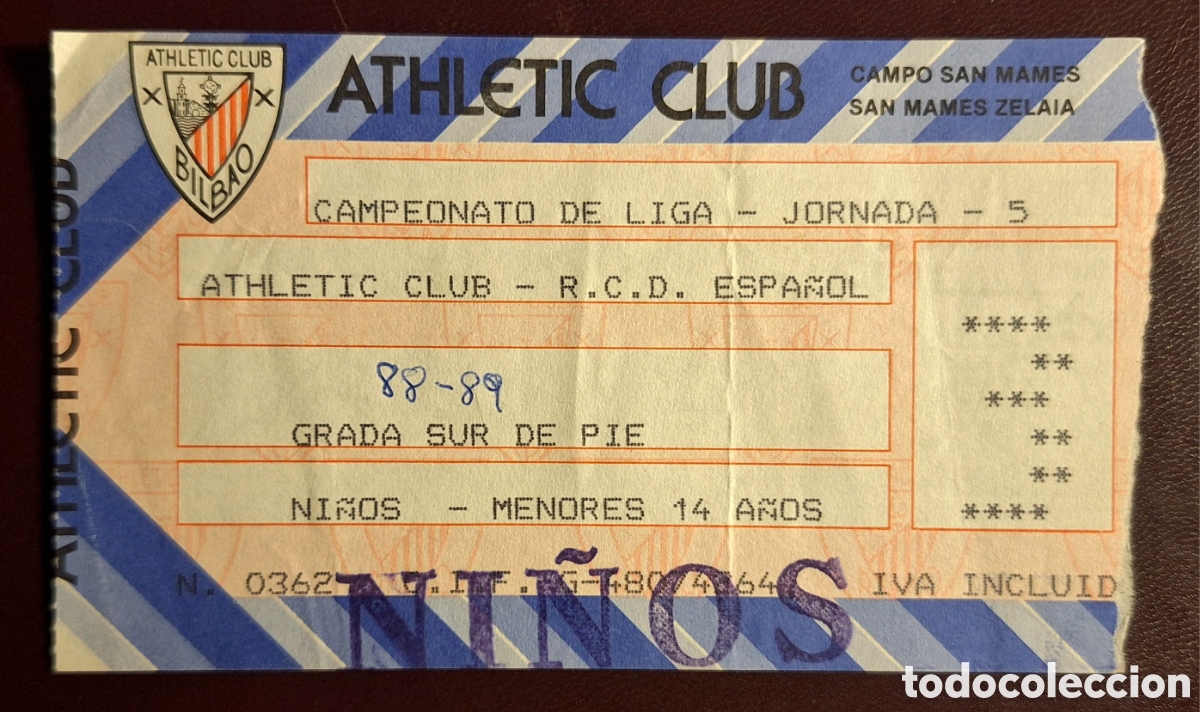 ATHLETIC CLUB
BILBAO
ATHLETIC CLUB
CAMPO SAN MAMES
SAN MAMES ZELAIA
ATHLETIC CLUB
CAMPEONATO DE LIGA - JORNADA - 5
ATHLETIC CLUB - R.C.D. ESPAÑOL
****
**
***
**
**
****
88-89
GRADA SUR DE PIE
NIÑOS - MENORES 14 AÑOS
N. 0362 IVA INCLUID
NIÑOS
todocoleccion